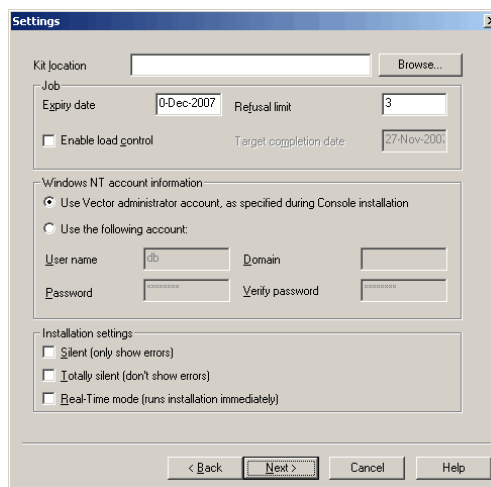 Settings
Kit location Browse...
Job
Expiry date 0-Dec-2007 Refusal limit 3
Enable load control Target completion date 27-Nov-2007
Windows NT account information
Use Vector administrator account, as specified during Console installation
Use the following account:
User name db Domain
Password xxxxxxxx Verify password xxxxxxxx
Installation settings
Silent (only show errors)
Totally silent (don't show errors)
Real-Time mode (runs installation immediately)
< Back Next > Cancel Help